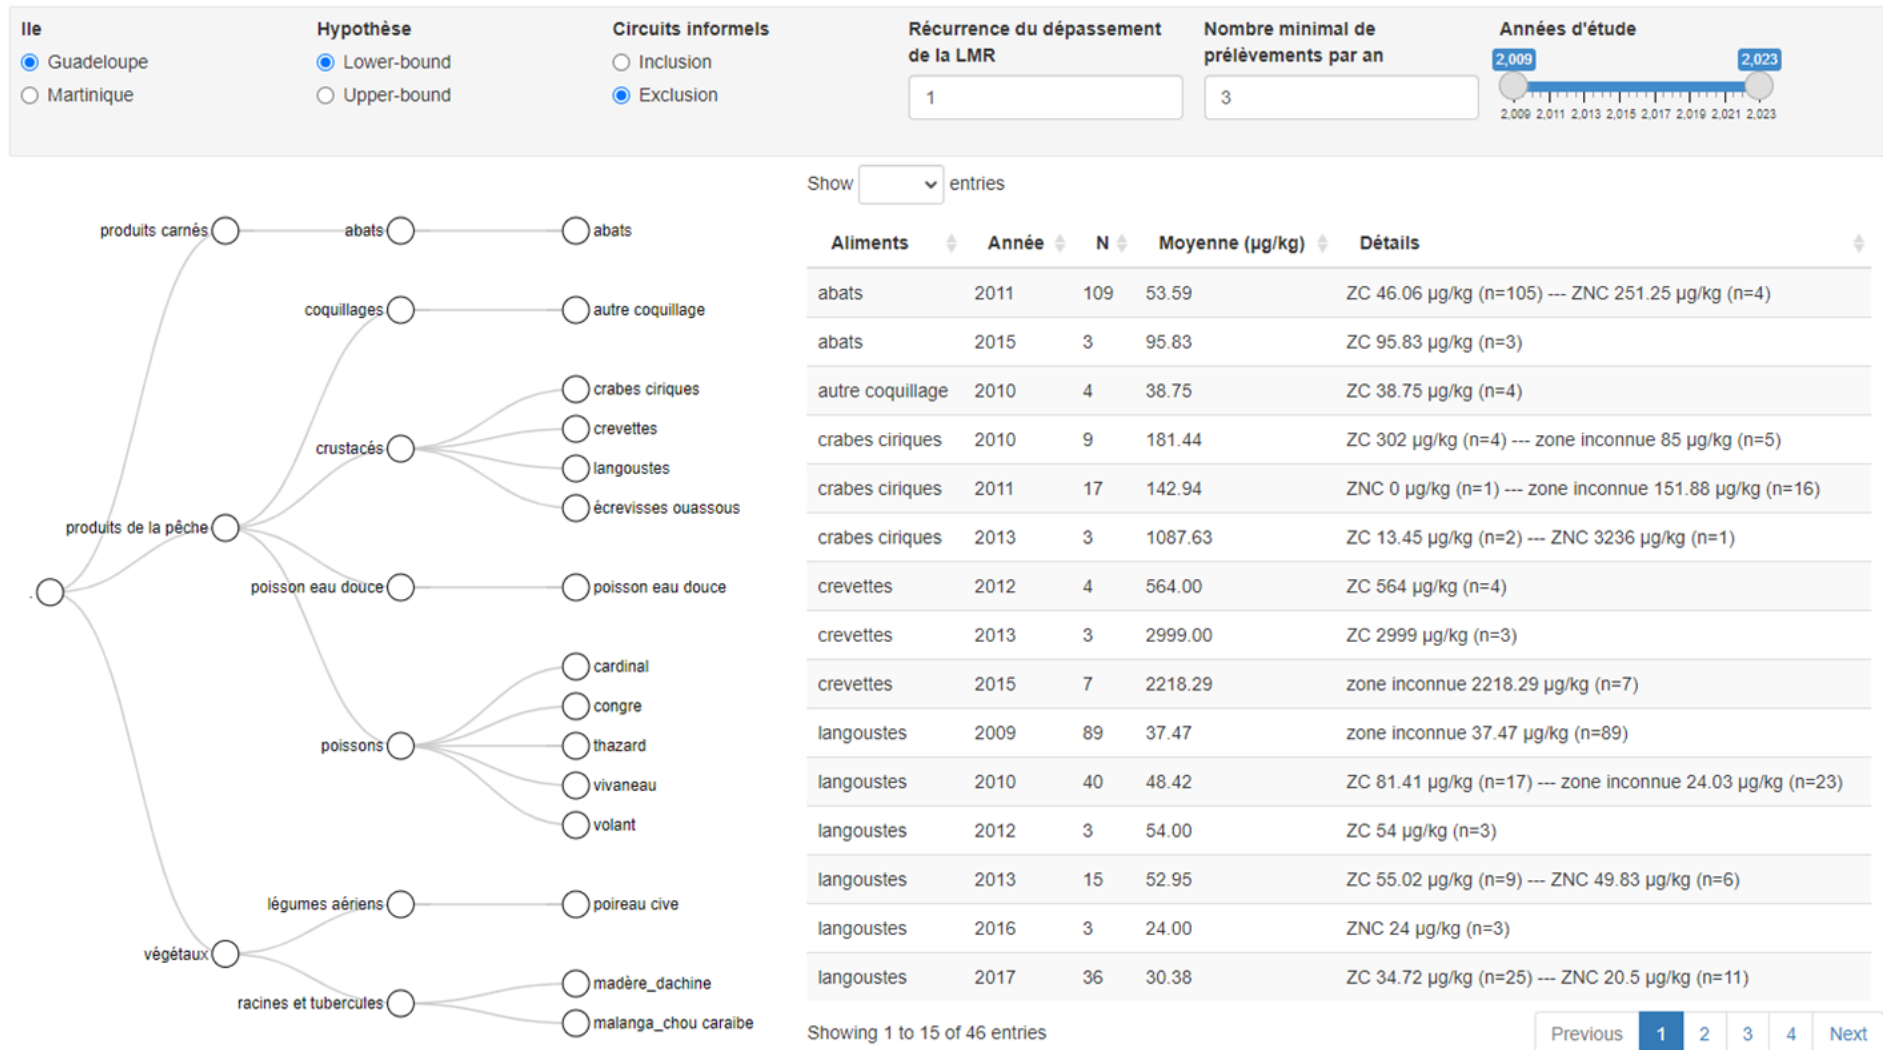 Ile
Guadeloupe
Martinique
Hypothèse
Lower-bound
Upper-bound
Circuits informels
Inclusion
Exclusion
Récurrence du dépassement
de la LMR
1
Nombre minimal de
prélèvements par an
3
Années d'étude
2,009 2,023
2,009 2,011 2,013 2,015 2,017 2,019 2,021 2,023
produits carnés abats abats
coquillages autre coquillage
crabes ciriques
crevettes
crustacés
langoustes
écrevisses ouassous
produits de la pêche
poisson eau douce poisson eau douce
.
cardinal
congre
poissons thazard
vivaneau
volant
légumes aériens poireau cive
végétaux
madère_dachine
racines et tubercules
malanga_chou caraibe
Show entries
Aliments Année N Moyenne (µg/kg) Détails
abats 2011 109 53.59 ZC 46.06 µg/kg (n=105) --- ZNC 251.25 µg/kg (n=4)
abats 2015 3 95.83 ZC 95.83 µg/kg (n=3)
autre coquillage 2010 4 38.75 ZC 38.75 µg/kg (n=4)
crabes ciriques 2010 9 181.44 ZC 302 µg/kg (n=4) --- zone inconnue 85 µg/kg (n=5)
crabes ciriques 2011 17 142.94 ZNC 0 µg/kg (n=1) --- zone inconnue 151.88 µg/kg (n=16)
crabes ciriques 2013 3 1087.63 ZC 13.45 µg/kg (n=2) --- ZNC 3236 µg/kg (n=1)
crevettes 2012 4 564.00 ZC 564 µg/kg (n=4)
crevettes 2013 3 2999.00 ZC 2999 µg/kg (n=3)
crevettes 2015 7 2218.29 zone inconnue 2218.29 µg/kg (n=7)
langoustes 2009 89 37.47 zone inconnue 37.47 µg/kg (n=89)
langoustes 2010 40 48.42 ZC 81.41 µg/kg (n=17) --- zone inconnue 24.03 µg/kg (n=23)
langoustes 2012 3 54.00 ZC 54 µg/kg (n=3)
langoustes 2013 15 52.95 ZC 55.02 µg/kg (n=9) --- ZNC 49.83 µg/kg (n=6)
langoustes 2016 3 24.00 ZNC 24 µg/kg (n=3)
langoustes 2017 36 30.38 ZC 34.72 µg/kg (n=25) --- ZNC 20.5 µg/kg (n=11)
Showing 1 to 15 of 46 entries
Previous 1 2 3 4 Next